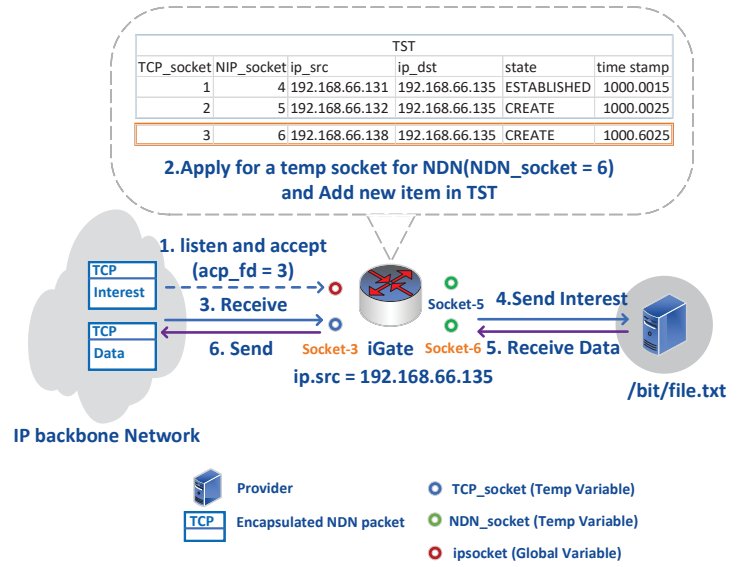 TST
TCP_socket NIP_socket ip_src ip_dst state time stamp
1 4 192.168.66.131 192.168.66.135 ESTABLISHED 1000.0015
2 5 192.168.66.132 192.168.66.135 CREATE 1000.0025
3 6 192.168.66.138 192.168.66.135 CREATE 1000.6025
2.Apply for a temp socket for NDN(NDN_socket = 6)
and Add new item in TST
1. listen and accept
(acp_fd = 3)
TCP
Interest
3. Receive
TCP
Data
6. Send
Socket-3
iGate
Socket-5
Socket-6
4.Send Interest
5. Receive Data
ip.src = 192.168.66.135
/bit/file.txt
IP backbone Network
Provider
TCP
Encapsulated NDN packet
TCP_socket (Temp Variable)
NDN_socket (Temp Variable)
ipsocket (Global Variable)